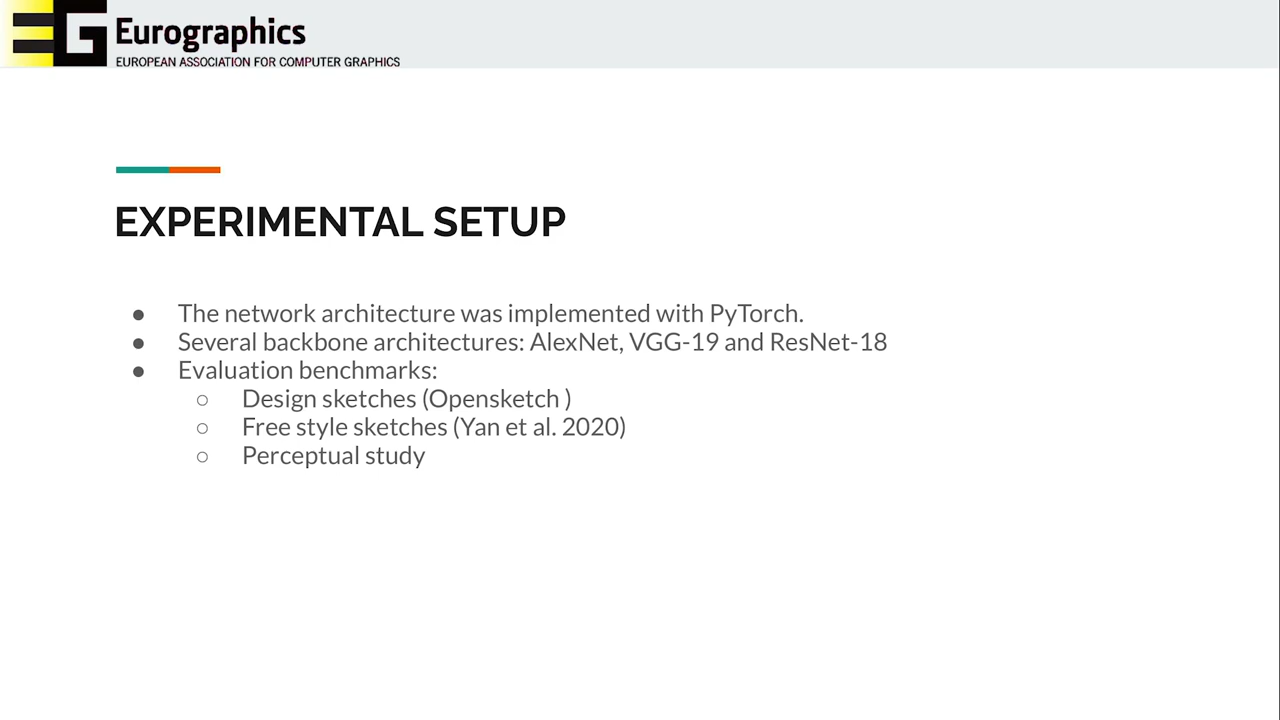 EG Eurographics
EUROPEAN ASSOCIATION FOR COMPUTER GRAPHICS
EXPERIMENTAL SETUP
● The network architecture was implemented with PyTorch.
● Several backbone architectures: AlexNet, VGG-19 and ResNet-18
● Evaluation benchmarks:
○ Design sketches (Opensketch )
○ Free style sketches (Yan et al. 2020)
○ Perceptual study